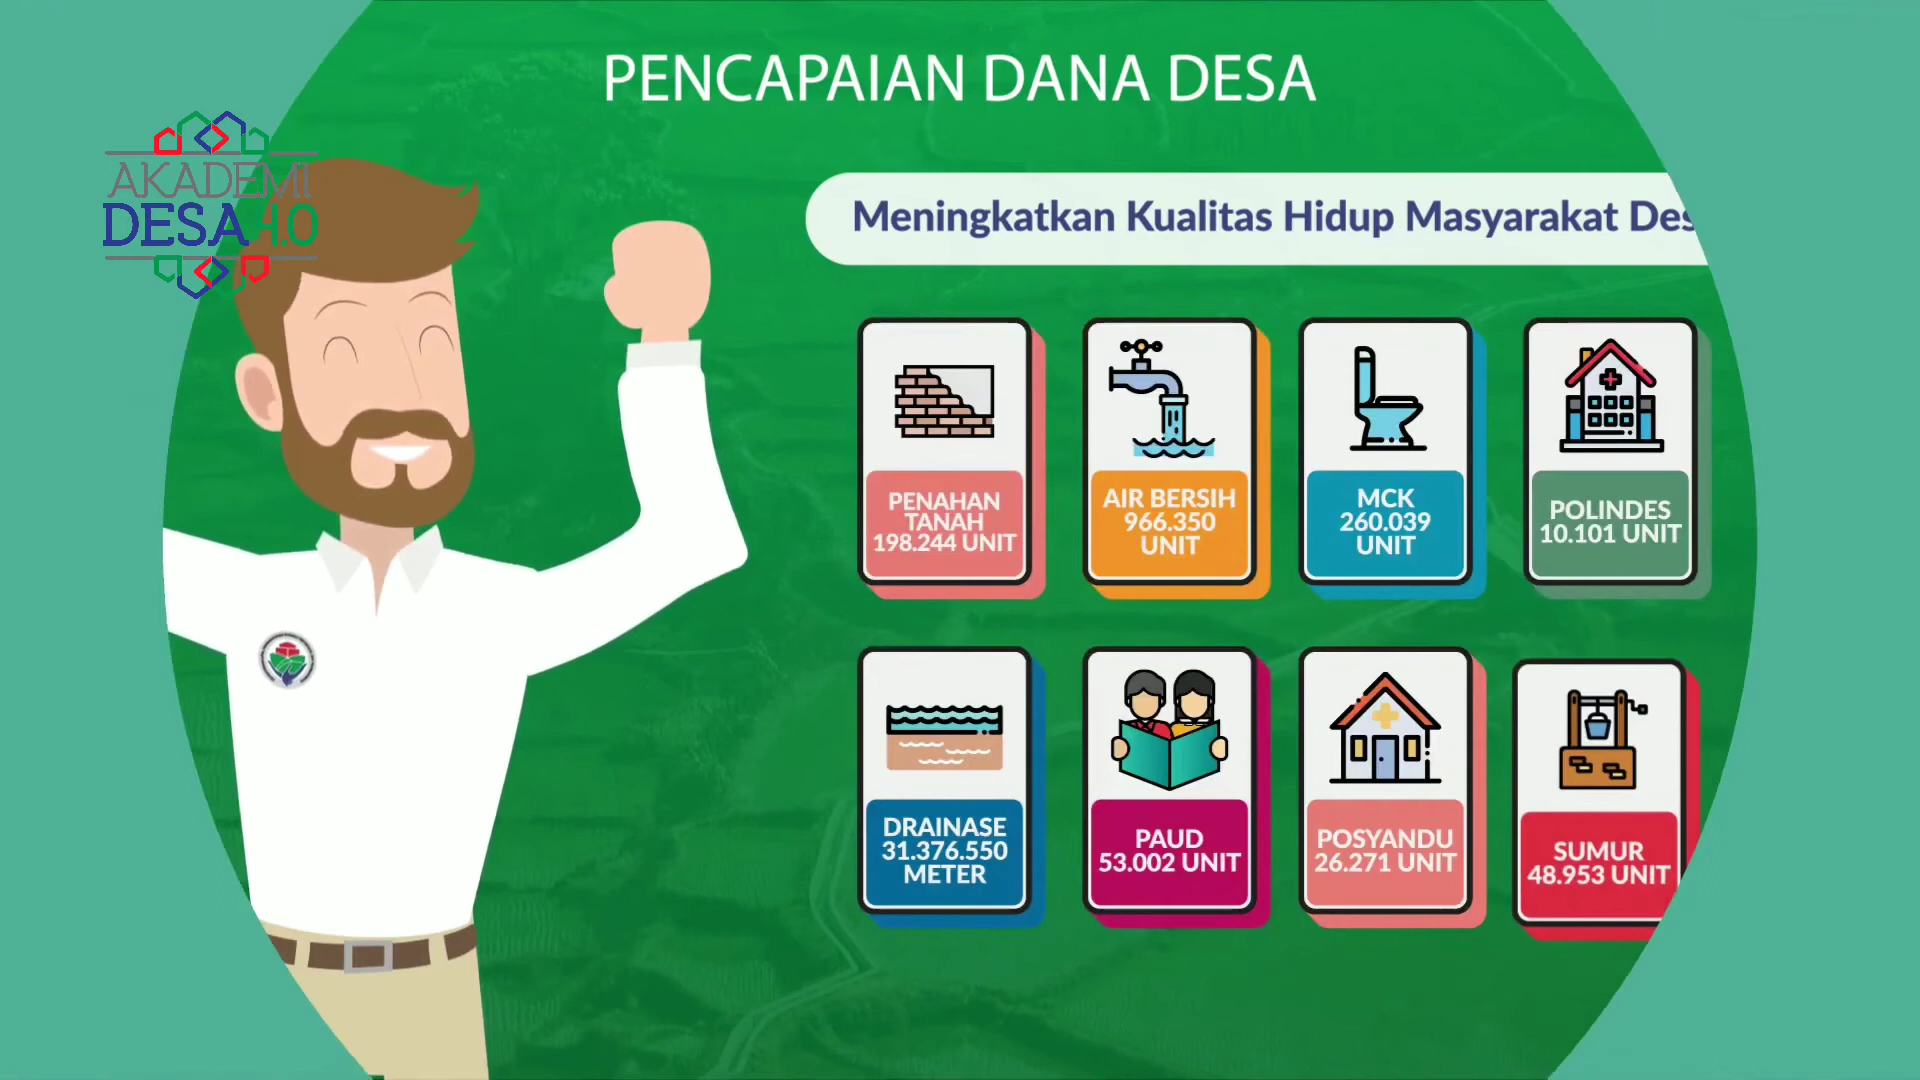 PENCAPAIAN DANA DESA
AKADEMI
DESA 4.0
Meningkatkan Kualitas Hidup Masyarakat Des
PENAHAN
TANAH
198.244 UNIT
AIR BERSIH
966.350
UNIT
MCK
260.039
UNIT
POLINDES
10.101 UNIT
DRAINASE
31.376.550
METER
PAUD
53.002 UNIT
POSYANDU
26.271 UNIT
SUMUR
48.953 UNIT